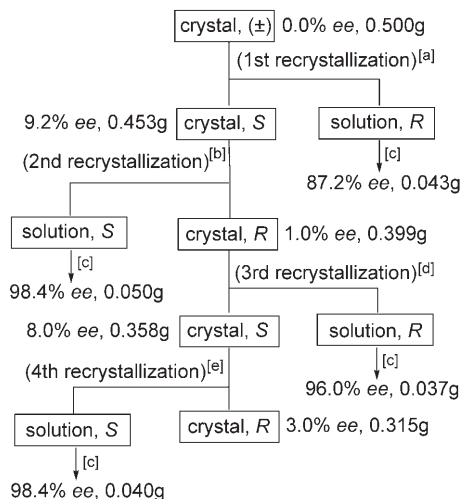 crystal, (±) 0.0% ee, 0.500g
(1st recrystallization)[a]
9.2% ee, 0.453g crystal, S solution, R
(2nd recrystallization)[b] [c]
87.2% ee, 0.043g
solution, S crystal, R 1.0% ee, 0.399g
[c] (3rd recrystallization)[d]
98.4% ee, 0.050g
8.0% ee, 0.358g crystal, S solution, R
(4th recrystallization)[e] [c]
96.0% ee, 0.037g
solution, S crystal, R 3.0% ee, 0.315g
[c]
98.4% ee, 0.040g